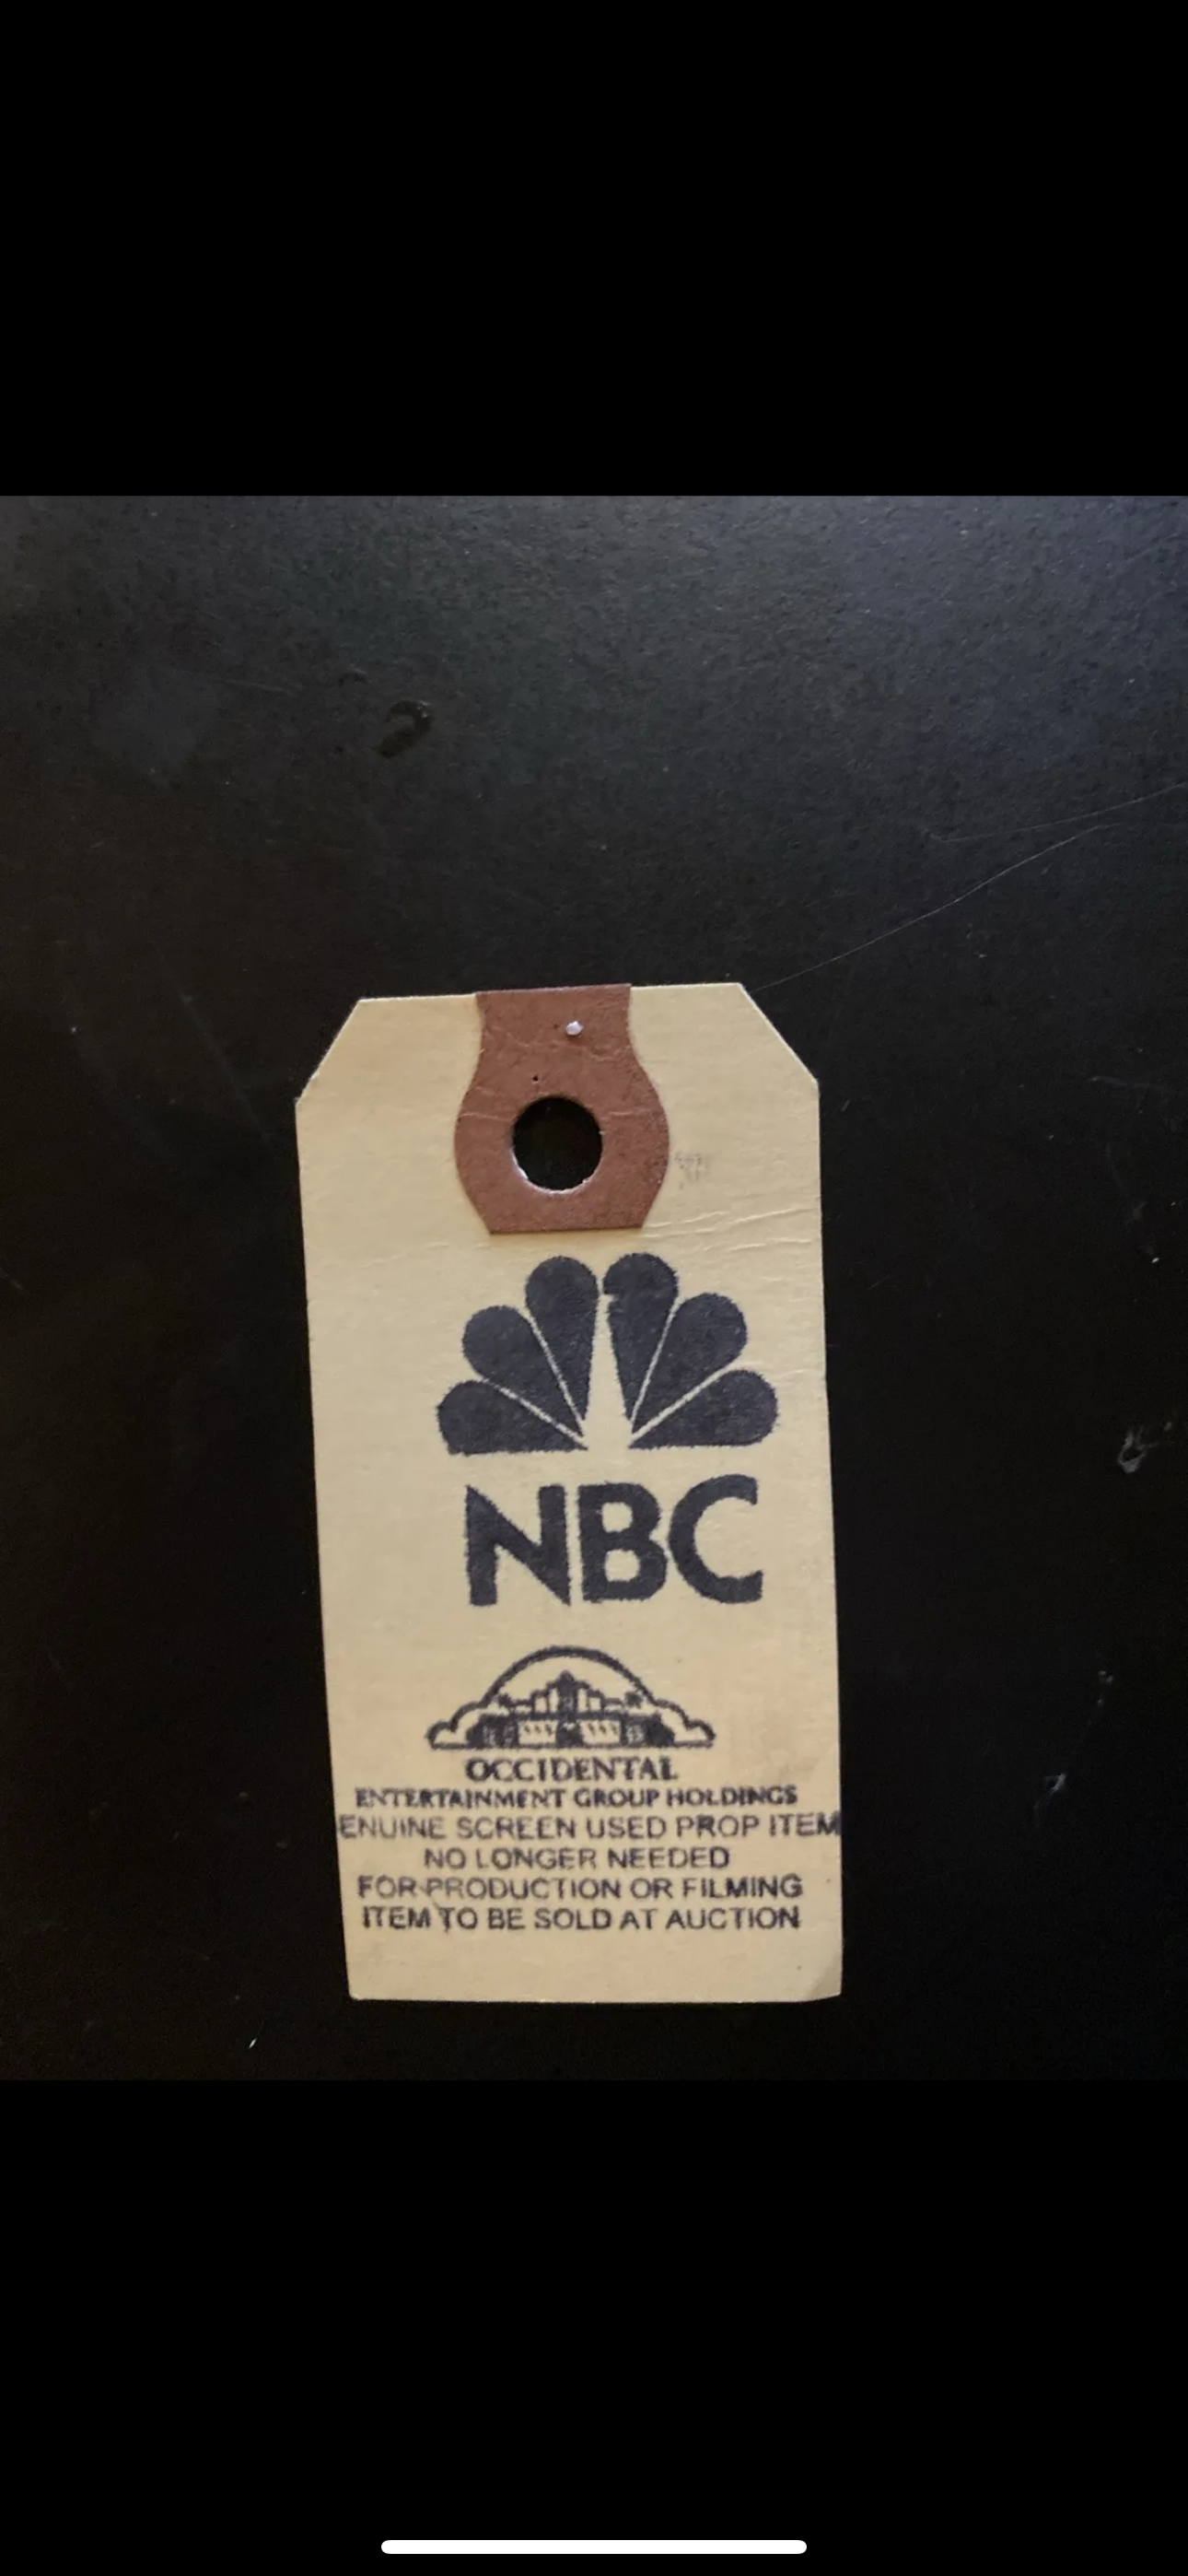 NBC
OCCIDENTAL
ENTERTAINMENT GROUP HOLDINGS
ENUINE SCREEN USED PROP ITEM
NO LONGER NEEDED
FOR PRODUCTION OR FILMING
ITEM TO BE SOLD AT AUCTION